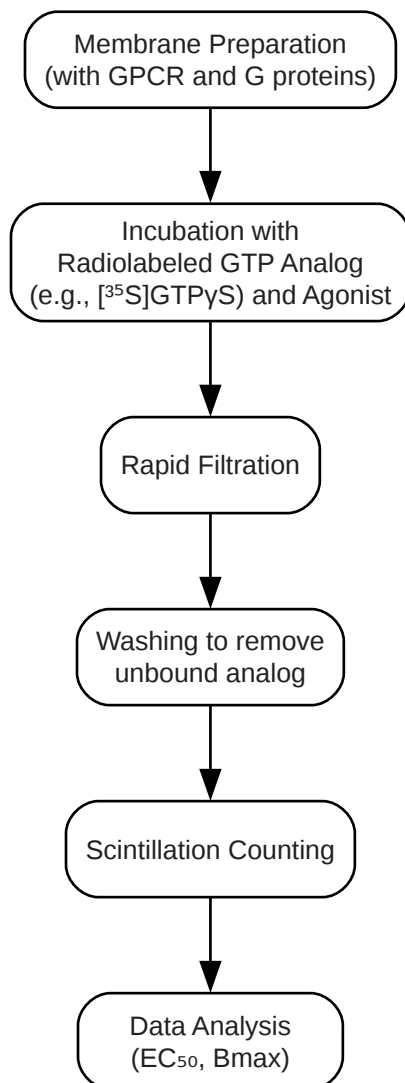 Membrane Preparation
(with GPCR and G proteins)
Incubation with
Radiolabeled GTP Analog
(e.g., [³⁵S]GTPγS) and Agonist
Rapid Filtration
Washing to remove
unbound analog
Scintillation Counting
Data Analysis
(EC₅₀, Bmax)